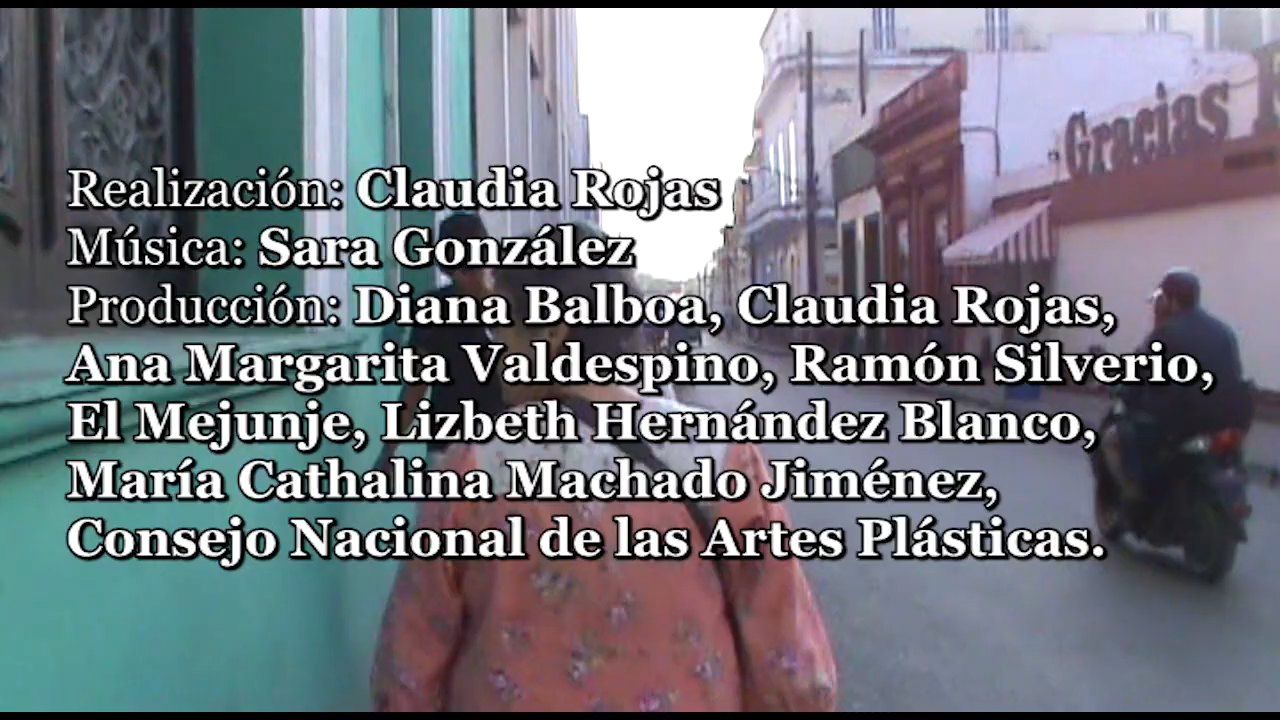 Gracias
Realización: Claudia Rojas
Música: Sara González
Producción: Diana Balboa, Claudia Rojas,
Ana Margarita Valdespino, Ramón Silverio,
El Mejunje, Lizbeth Hernández Blanco,
María Cathalina Machado Jiménez,
Consejo Nacional de las Artes Plásticas.